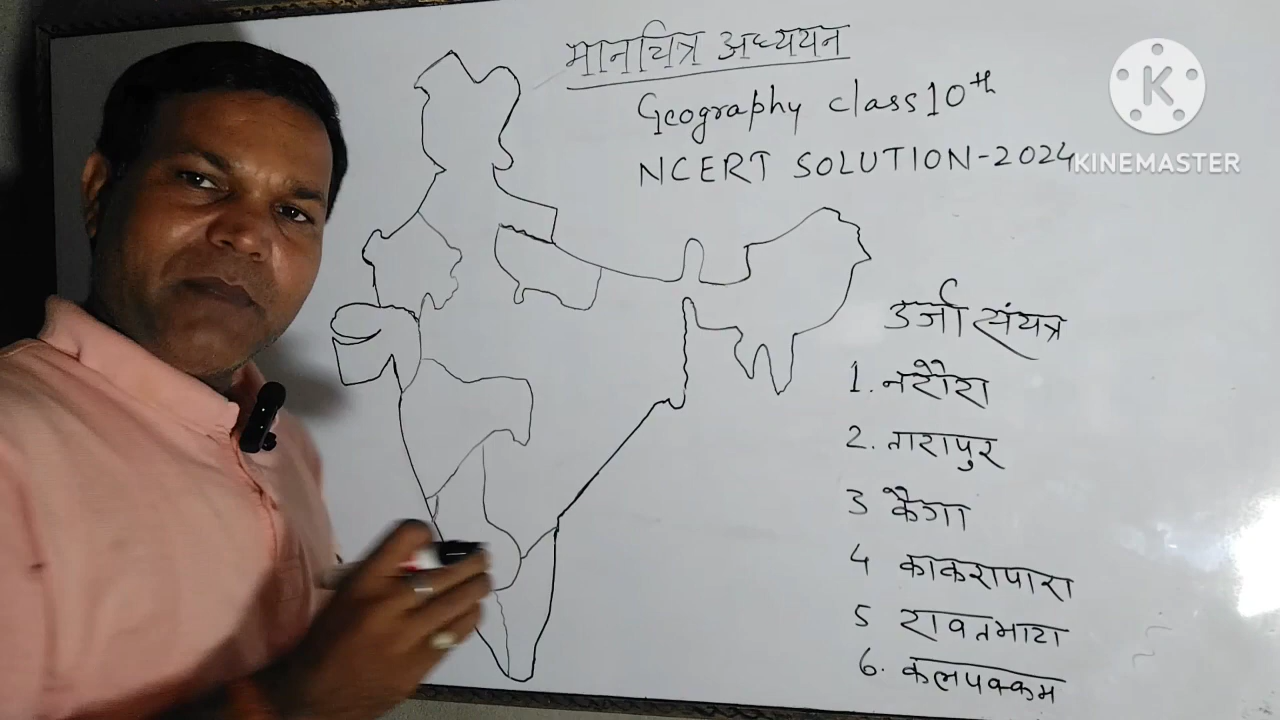 मानचित्र अध्ययन
Geography class 10th
NCERT SOLUTION-2024
K
KINEMASTER
उर्जा संयत्र
1. नरौरा
2. तारापुर
3 कैगा
4 काकरापारा
5 रावतभाटा
6. कलपक्कम